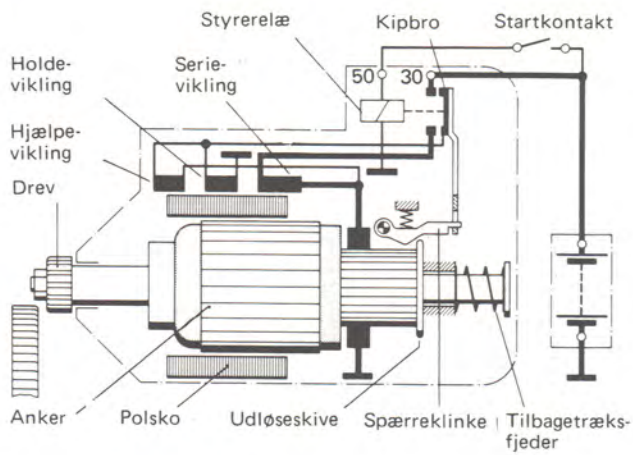 Styrerelæ
Kipbro
Startkontakt
Holde-
vikling
Serie-
vikling
50
30
Hjælpe-
vikling
Drev
Anker
Polsko
Udløseskive
Spærreklinke
Tilbagetræks-
fjeder